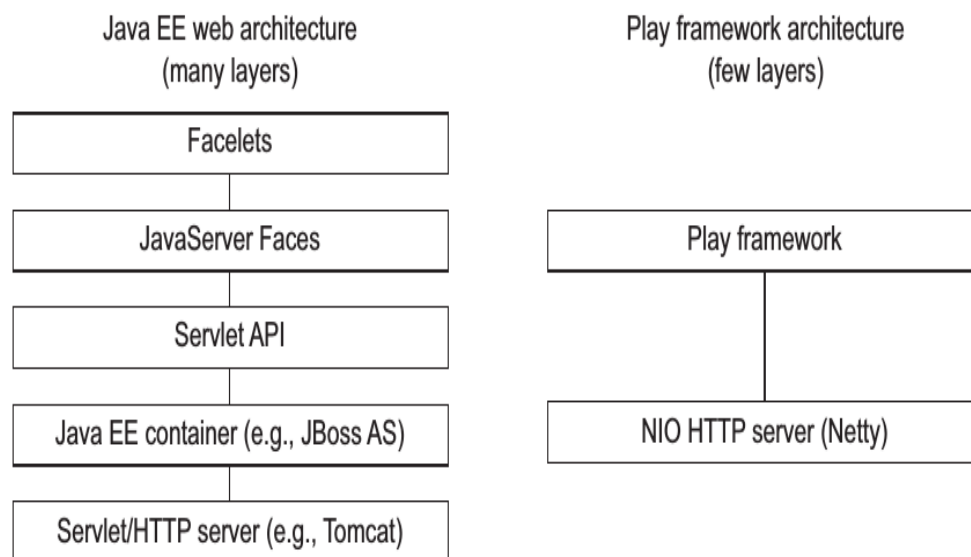 Java EE web architecture
(many layers)
Facelets
JavaServer Faces
Servlet API
Java EE container (e.g., JBoss AS)
Servlet/HTTP server (e.g., Tomcat)
Play framework architecture
(few layers)
Play framework
NIO HTTP server (Netty)